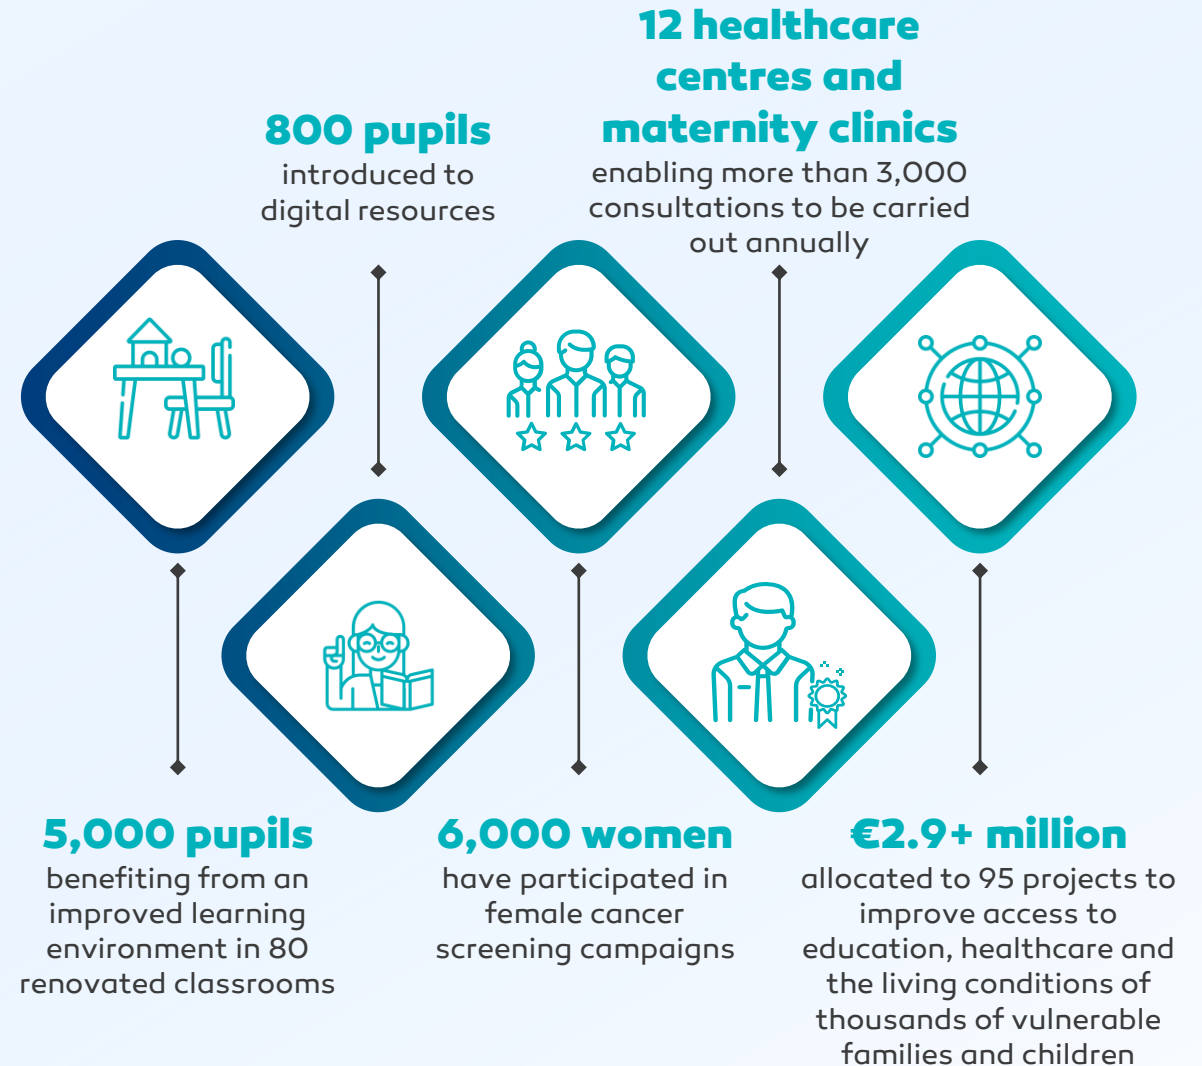 12 healthcare
centres and
maternity clinics
enabling more than 3,000
consultations to be carried
out annually
800 pupils
introduced to
digital resources
5,000 pupils
benefiting from an
improved learning
environment in 80
renovated classrooms
6,000 women
have participated in
female cancer
screening campaigns
€2.9+ million
allocated to 95 projects to
improve access to
education, healthcare and
the living conditions of
thousands of vulnerable
families and children